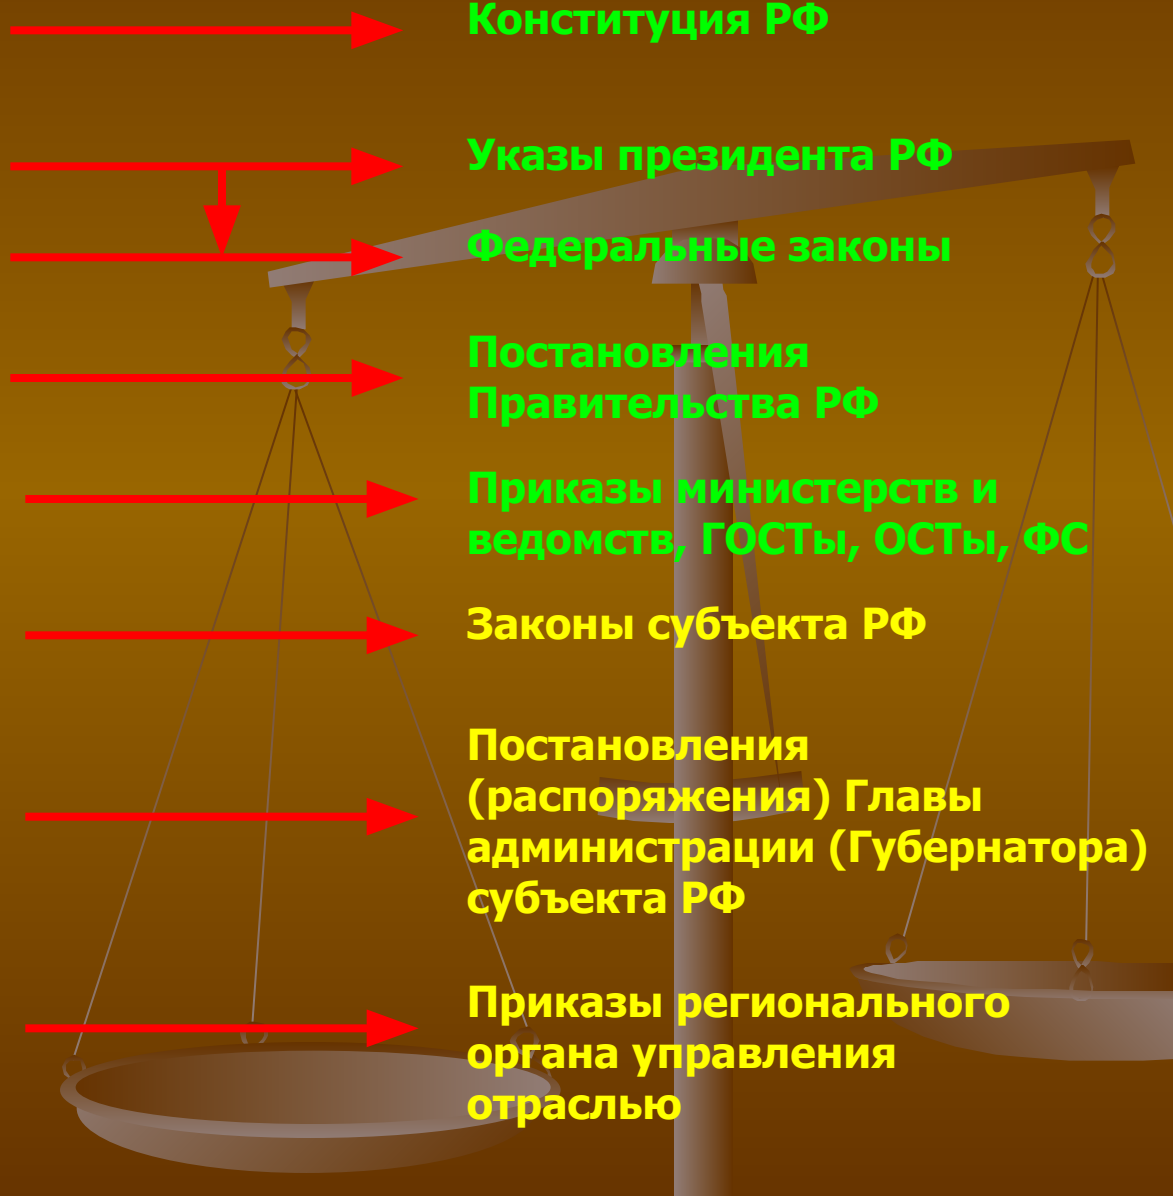 Конституция РФ
Указы президента РФ
Федеральные законы
Постановления
Правительства РФ
Приказы министерств и
ведомств, ГОСТы, ОСТы, ФС
Законы субъекта РФ
Постановления
(распоряжения) Главы
администрации (Губернатора)
субъекта РФ
Приказы регионального
органа управления
отраслью